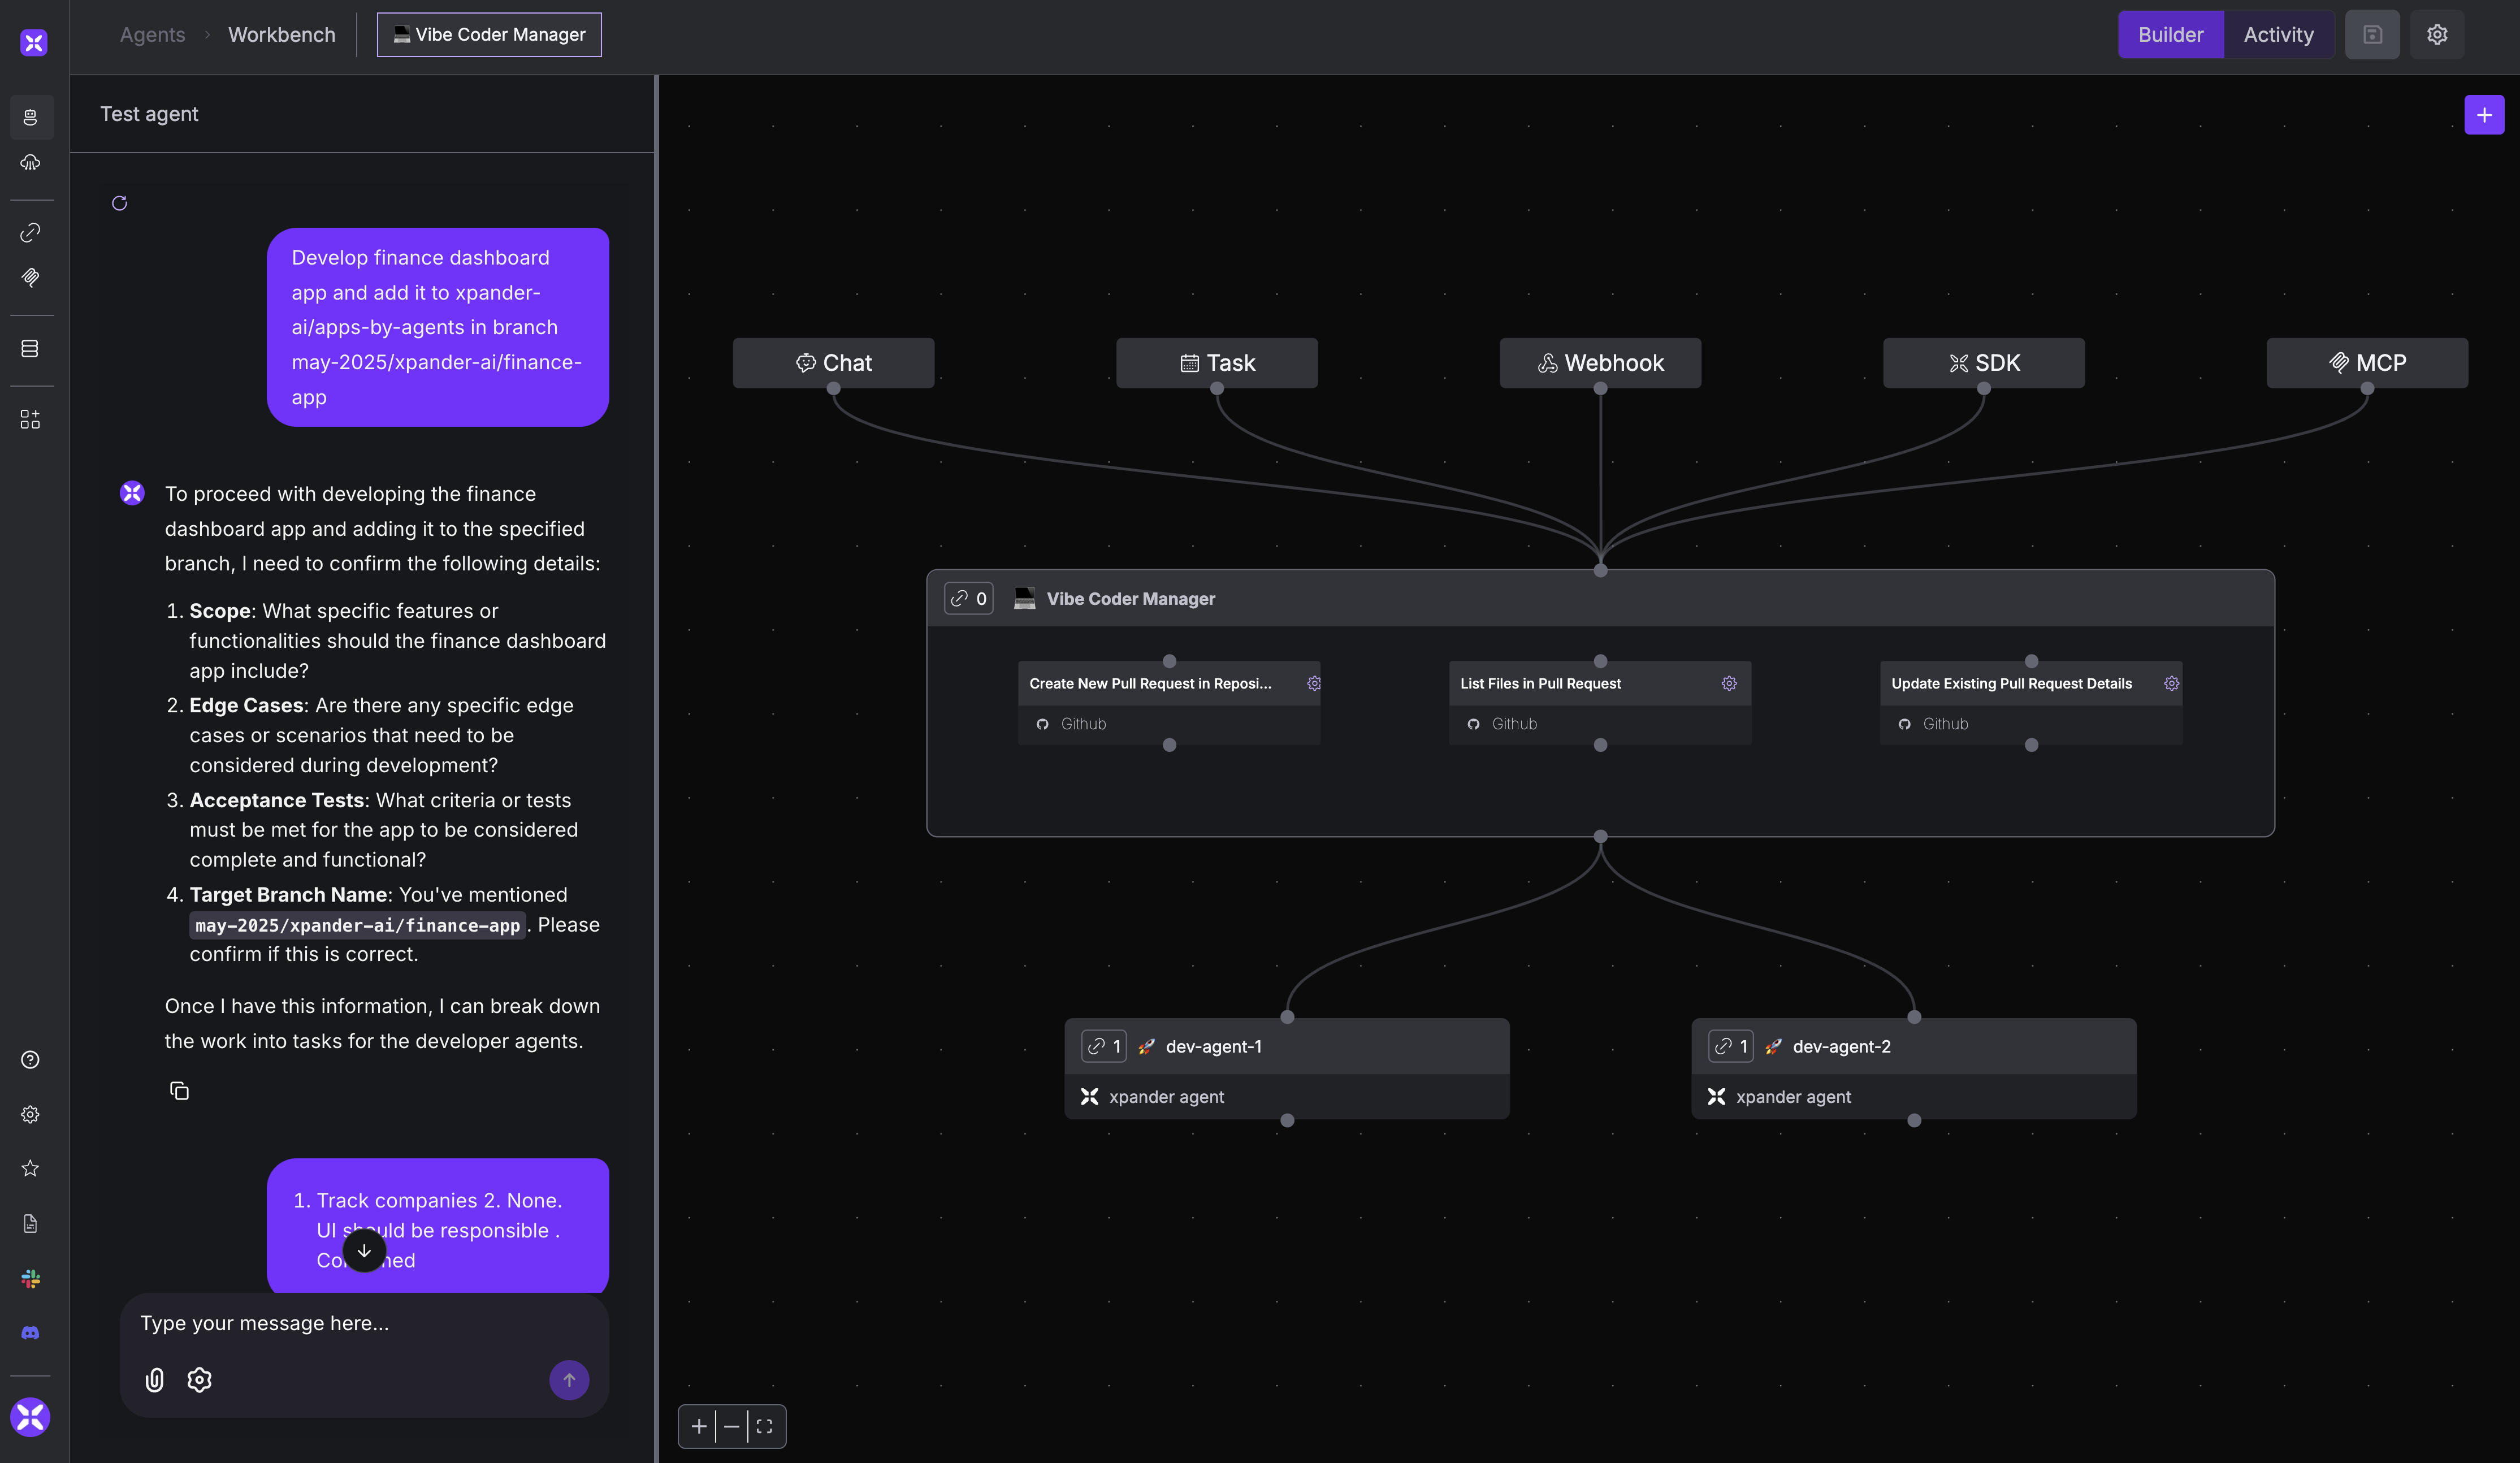 Agents
Workbench
Vibe Coder Manager
Builder
Activity
Test agent
Develop finance dashboard
app and add it to xpander-
ai/apps-by-agents in branch
may-2025/xpander-ai/finance-
app
To proceed with developing the finance
dashboard app and adding it to the specified
branch, I need to confirm the following details:
1. Scope: What specific features or
functionalities should the finance dashboard
app include?
2. Edge Cases: Are there any specific edge
cases or scenarios that need to be
considered during development?
3. Acceptance Tests: What criteria or tests
must be met for the app to be considered
complete and functional?
4. Target Branch Name: You've mentioned
may-2025/xpander-ai/finance-app. Please
confirm if this is correct.
Once I have this information, I can break down
the work into tasks for the developer agents.
1. Track companies 2. None.
UI should be responsible .
Type your message here...
Chat
Task
Webhook
SDK
MCP
0
Vibe Coder Manager
Create New Pull Request in Reposi...
Github
List Files in Pull Request
Github
Update Existing Pull Request Details
Github
1
dev-agent-1
xpander agent
1
dev-agent-2
xpander agent